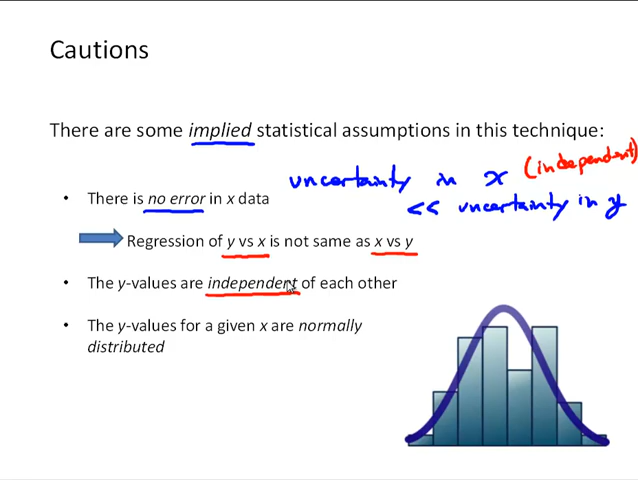 Cautions
There are some implied statistical assumptions in this technique:
uncertainty in x (independent)
<< uncertainty in y
• There is no error in x data
Regression of y vs x is not same as x vs y
• The y-values are independent of each other
• The y-values for a given x are normally
distributed